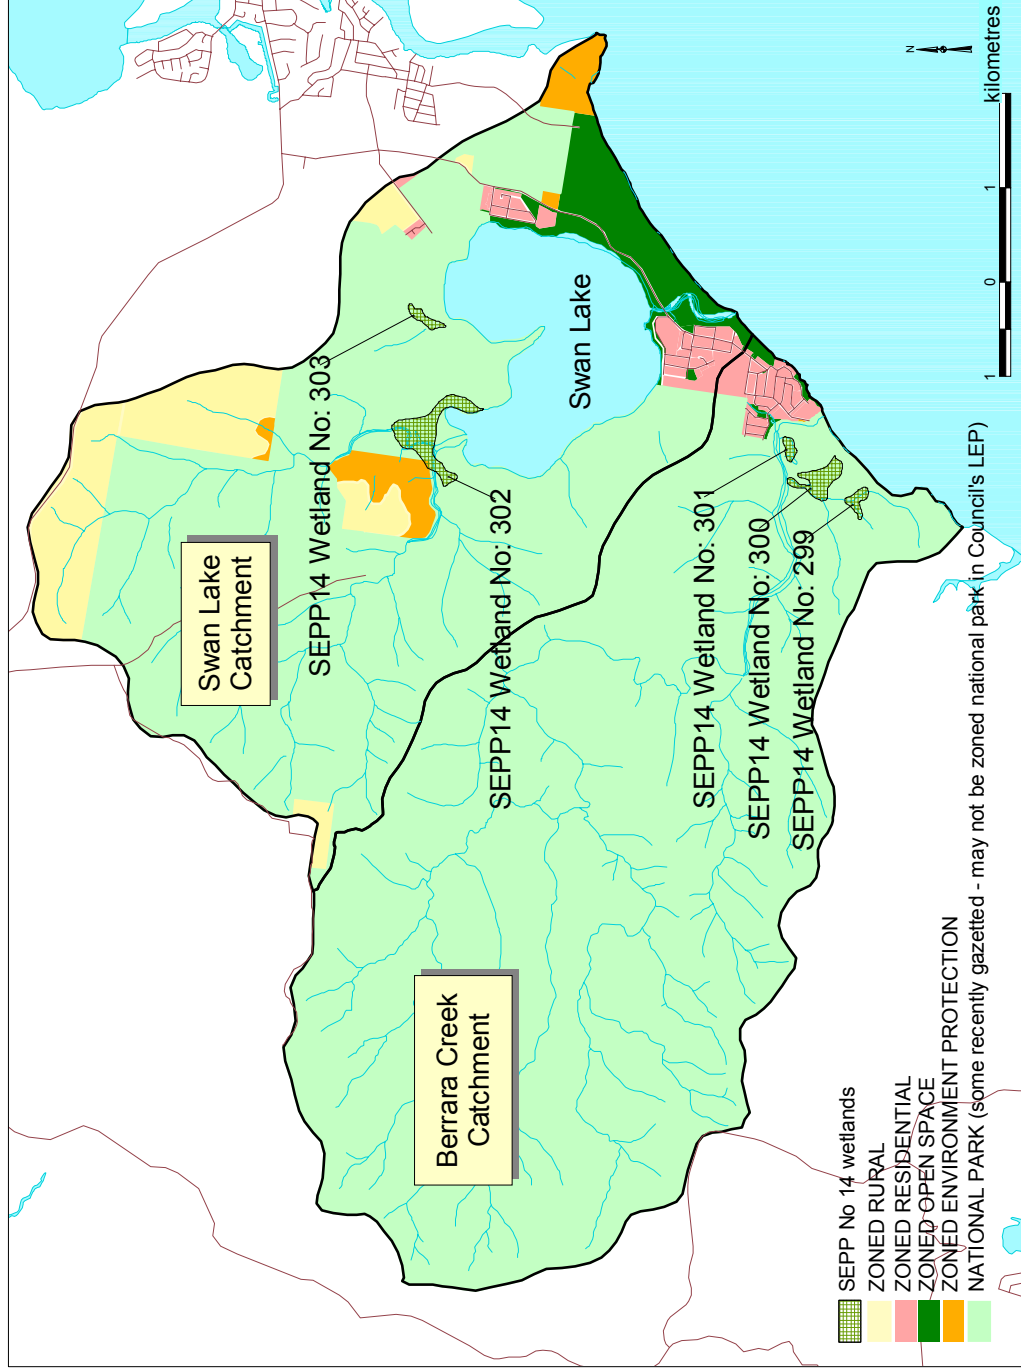 Swan Lake
Catchment
SEPP14 Wetland No: 303
SEPP14 Wetland No: 302
Swan Lake
Berrara Creek
Catchment
SEPP14 Wetland No: 301
SEPP14 Wetland No: 300
SEPP14 Wetland No: 299
SEPP No 14 wetlands
ZONED RURAL
ZONED RESIDENTIAL
ZONED OPEN SPACE
ZONED ENVIRONMENT PROTECTION
NATIONAL PARK (some recently gazetted - may not be zoned national park in Council's LEP)
1 0 1
kilometres
N